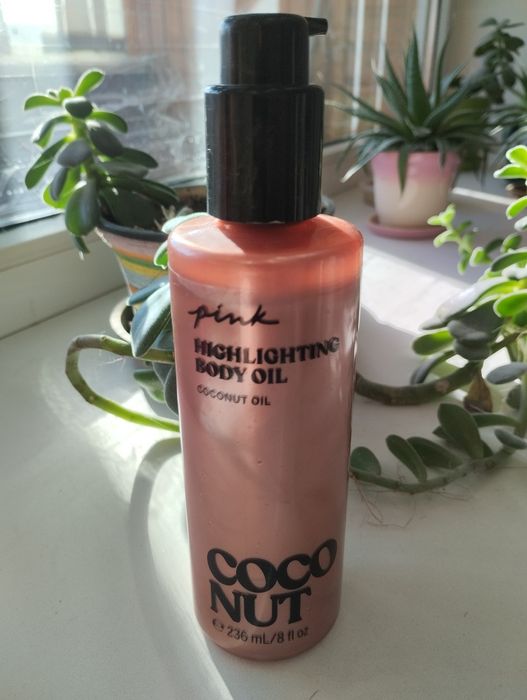 pink
HIGHLIGHTING
BODY OIL
COCONUT OIL
COCO
NUT
℮ 236 mL/8 fl oz